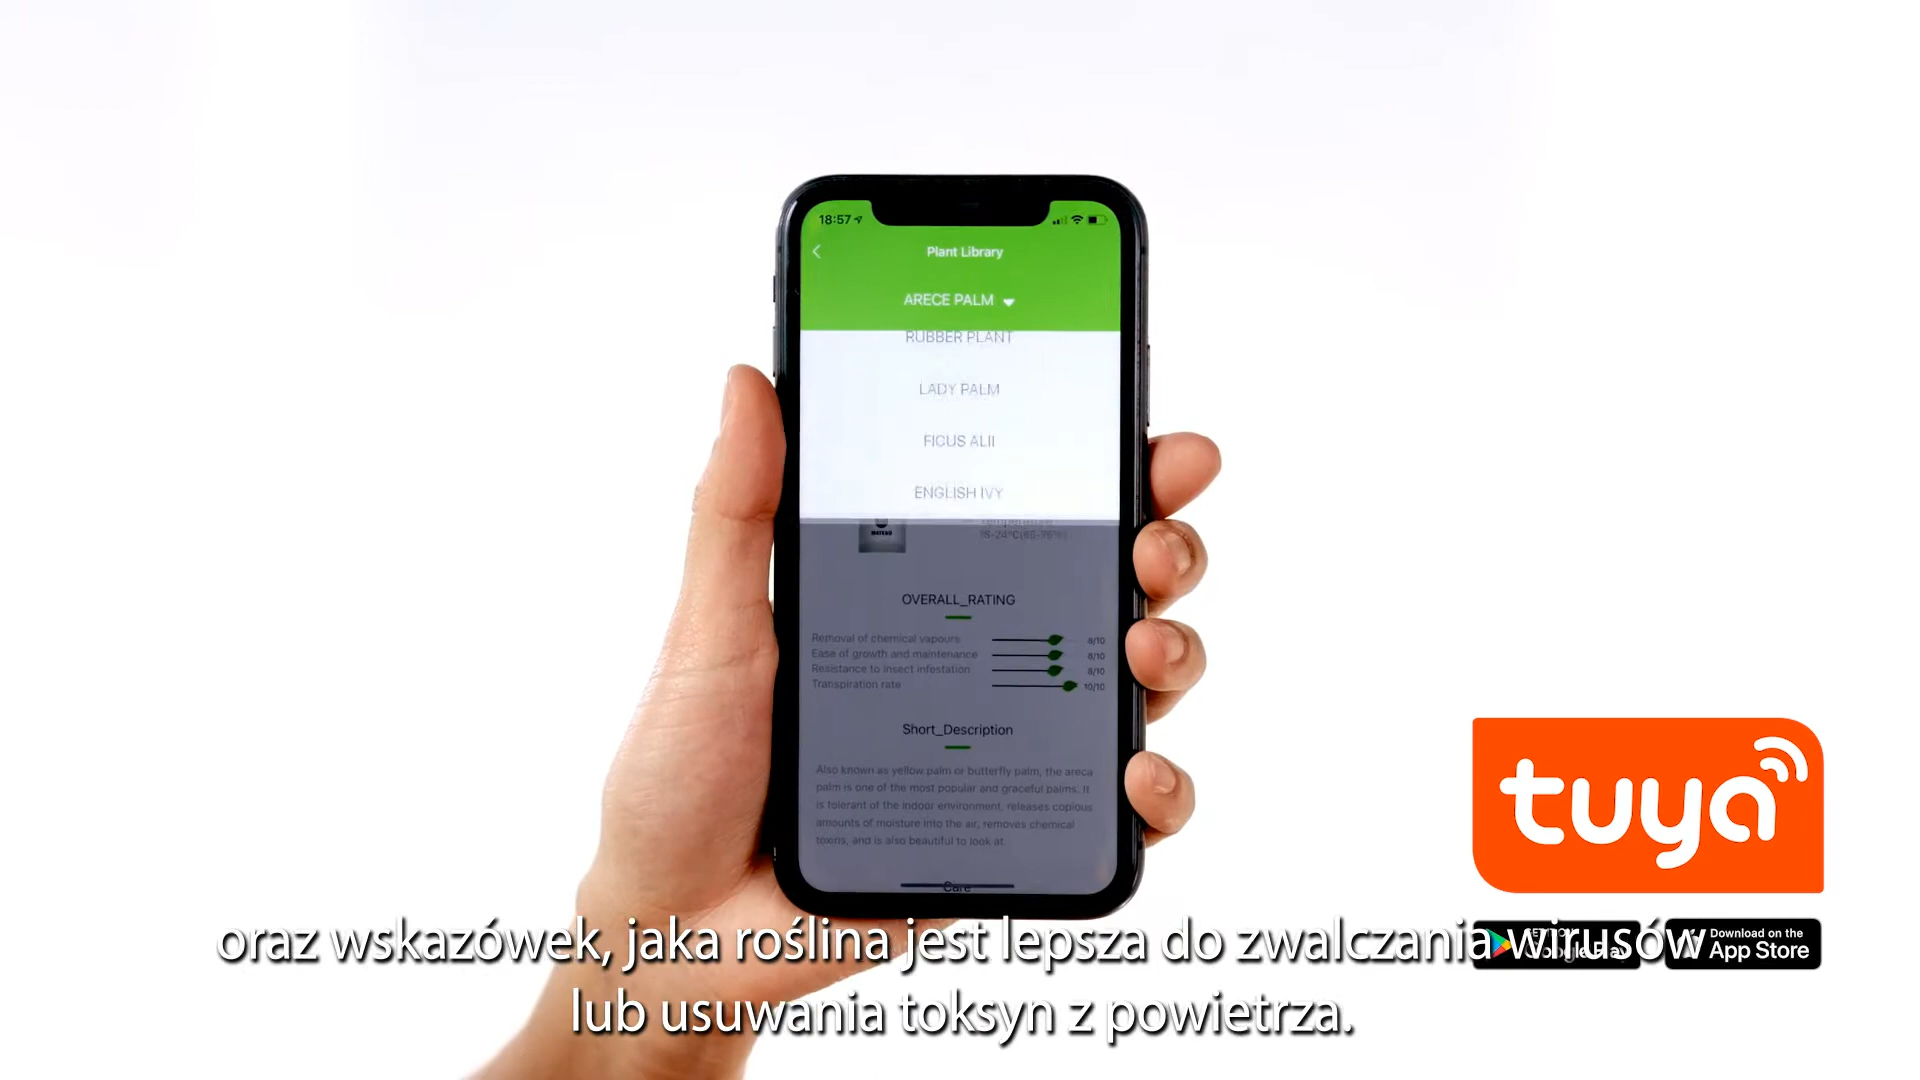 18:57
Plant Library
ARECE PALM
RUBBER PLANT
LADY PALM
FICUS ALII
ENGLISH IVY
Temperature
OVERALL_RATING
Removal of chemical vapours 8/10
Ease of growth and maintenance 8/10
Resistance to insect infestation 8/10
Transpiration rate 10/10
Short_Description
Also known as yellow palm or butterfly palm, the areca
palm is one of the most popular and graceful palms. It
is tolerant of the indoor environment, releases copious
amounts of moisture into the air, removes chemical
toxins, and is also beautiful to look at.
Care
tuya
Google Play
Download on the
App Store
oraz wskazówek, jaka roślina jest lepsza do zwalczania wirusów
lub usuwania toksyn z powietrza.